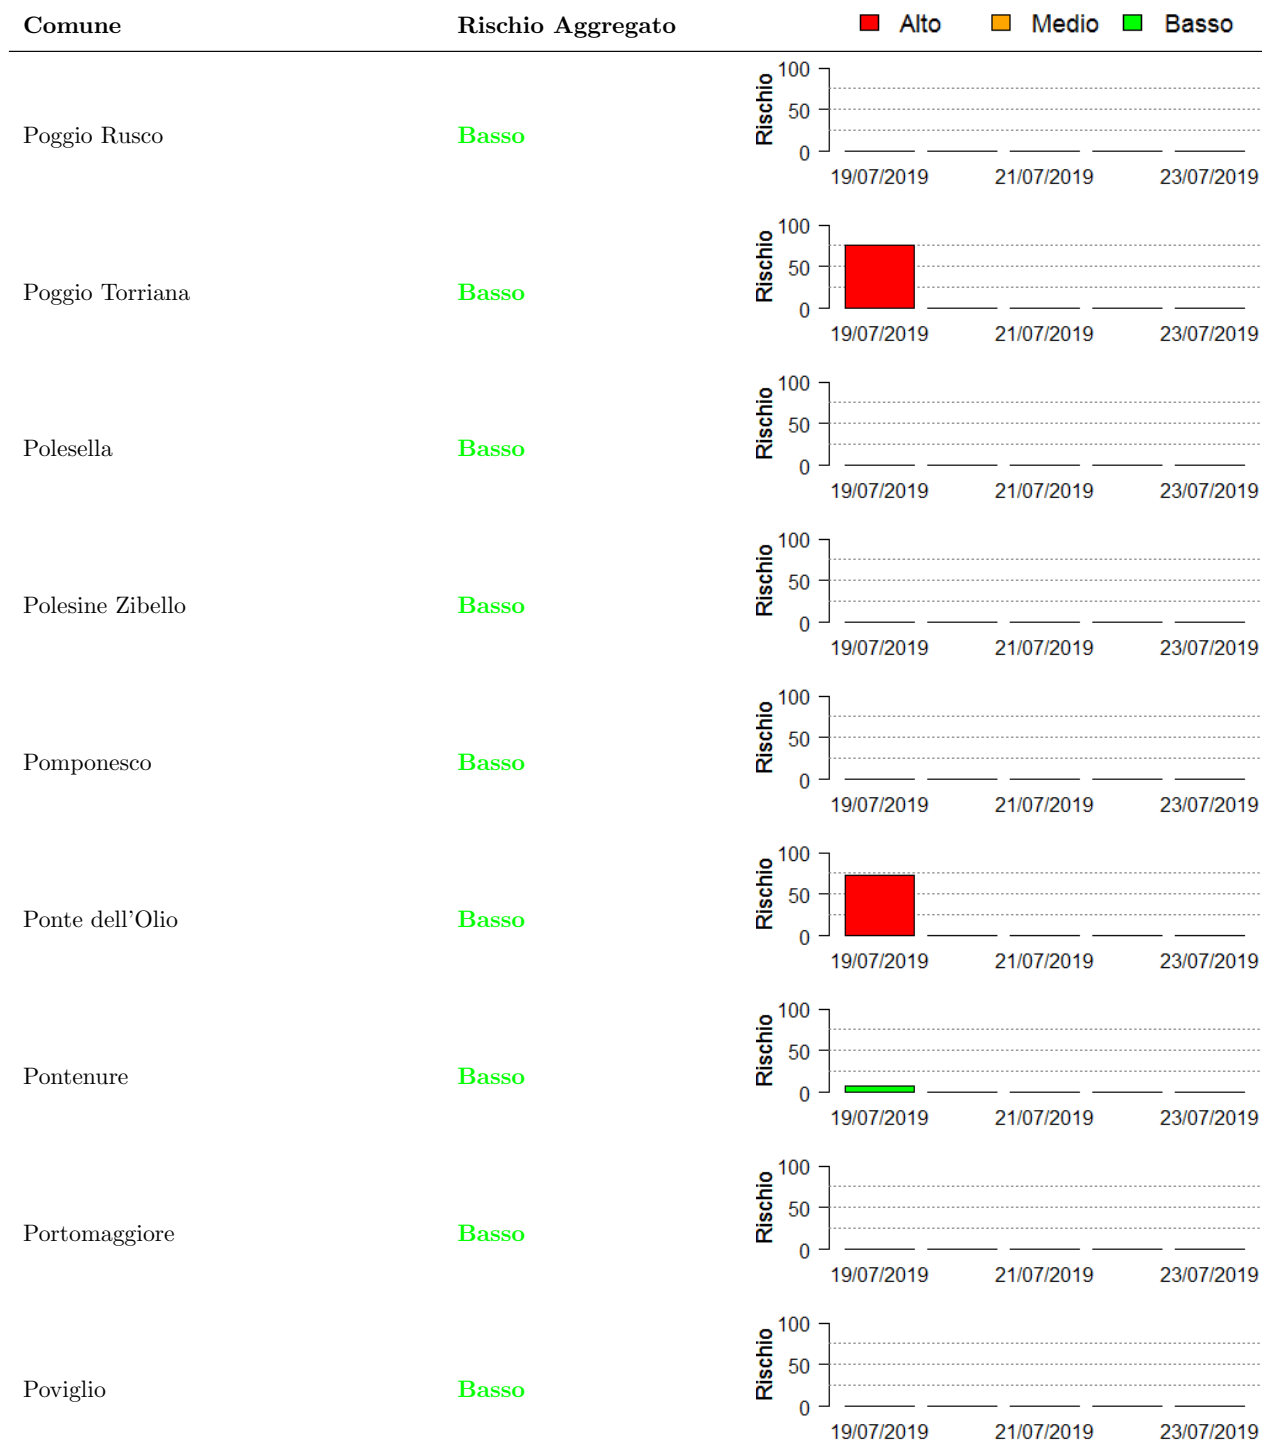 Comune Rischio Aggregato Alto Medio Basso
Poggio Rusco Basso Rischio 100 50 0
19/07/2019 21/07/2019 23/07/2019
Poggio Torriana Basso Rischio 100 50 0
19/07/2019 21/07/2019 23/07/2019
Polesella Basso Rischio 100 50 0
19/07/2019 21/07/2019 23/07/2019
Polesine Zibello Basso Rischio 100 50 0
19/07/2019 21/07/2019 23/07/2019
Pomponesco Basso Rischio 100 50 0
19/07/2019 21/07/2019 23/07/2019
Ponte dell'Olio Basso Rischio 100 50 0
19/07/2019 21/07/2019 23/07/2019
Pontenure Basso Rischio 100 50 0
19/07/2019 21/07/2019 23/07/2019
Portomaggiore Basso Rischio 100 50 0
19/07/2019 21/07/2019 23/07/2019
Poviglio Basso Rischio 100 50 0
19/07/2019 21/07/2019 23/07/2019